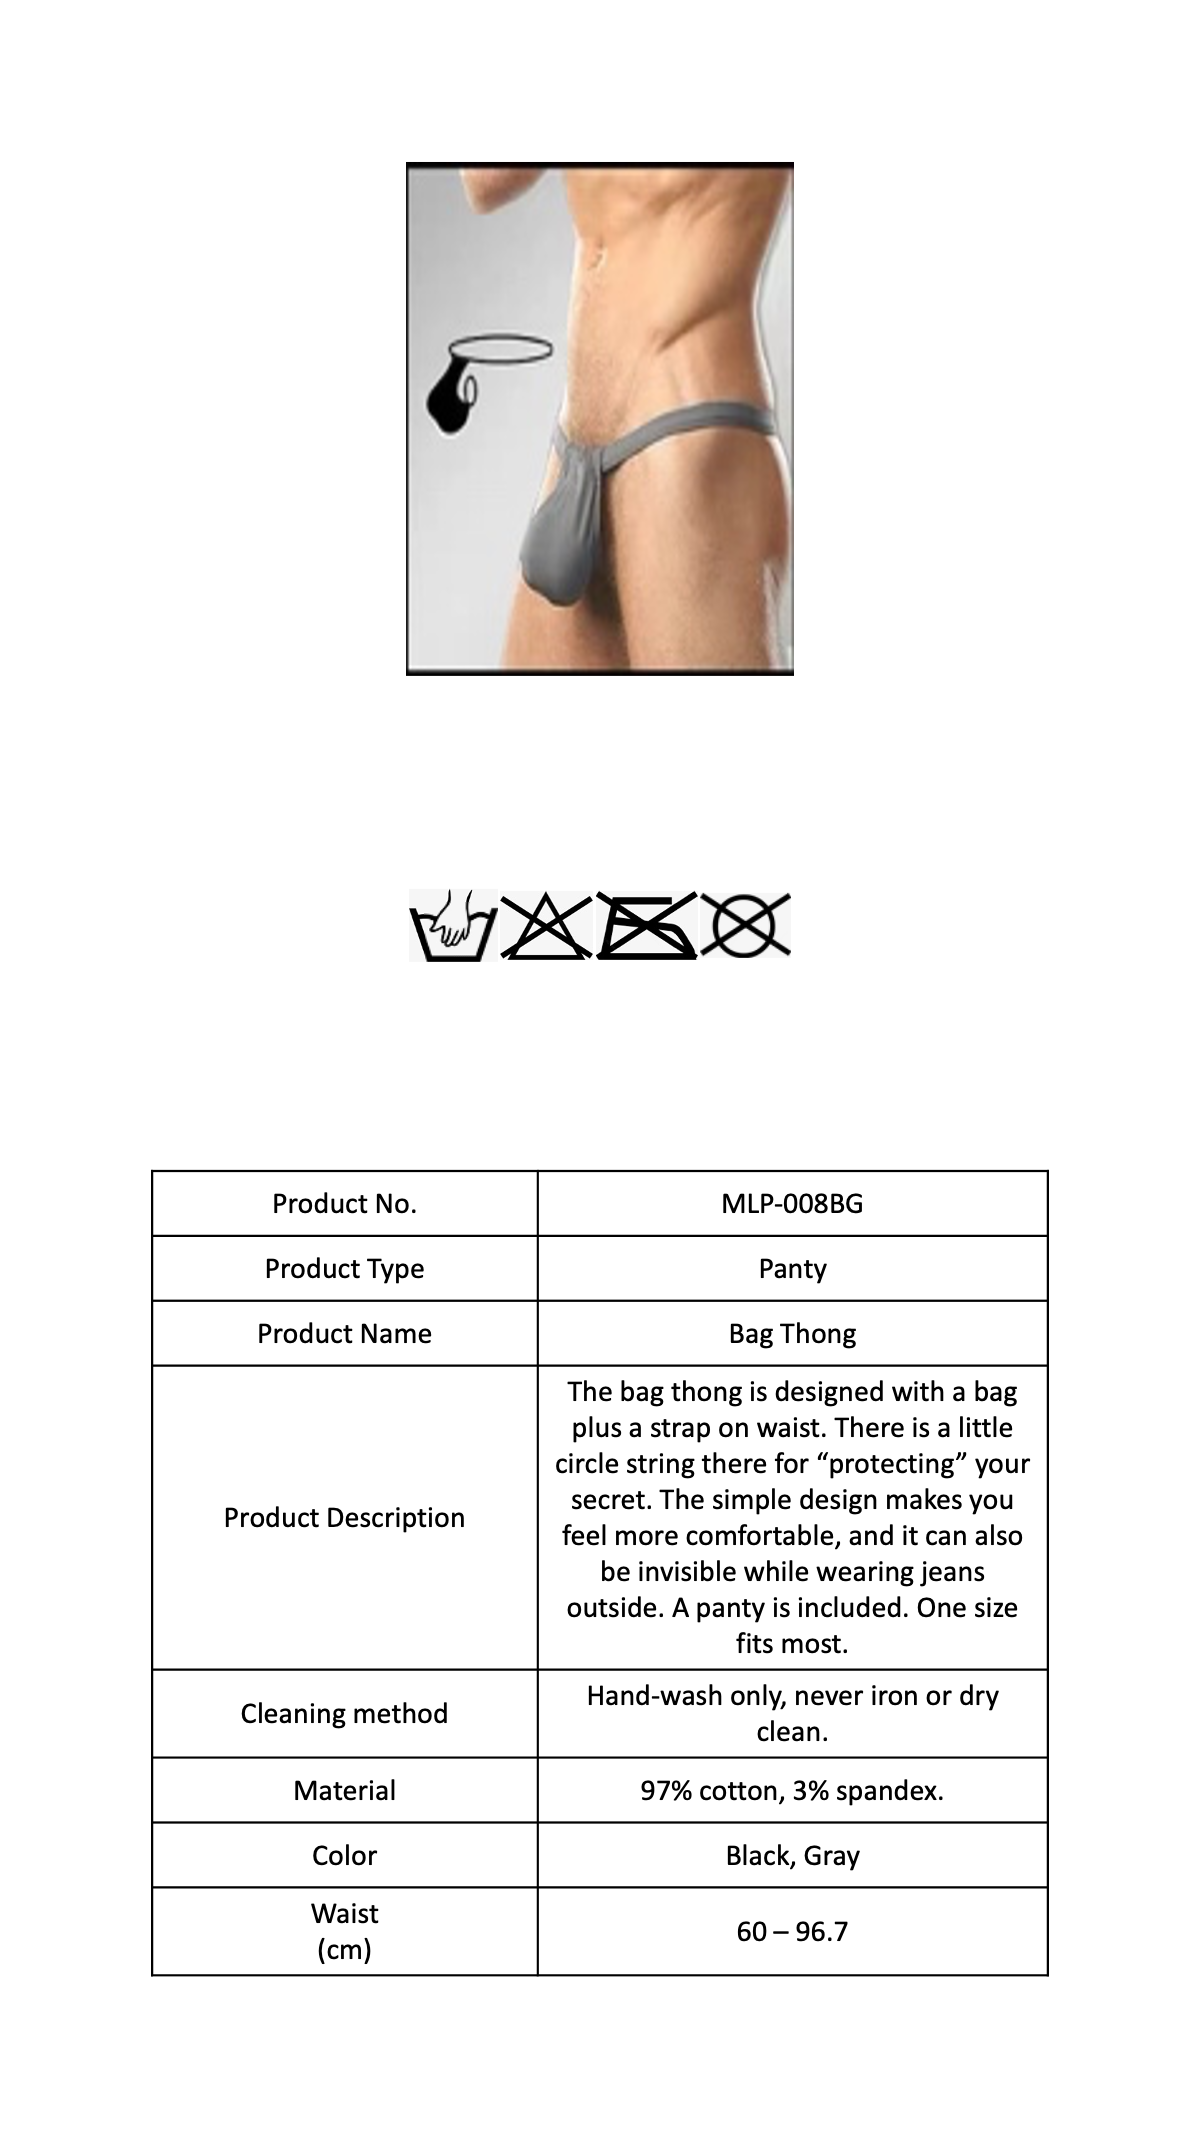 Product No.
MLP-008BG
Product Type
Panty
Product Name
Bag Thong
Product Description
The bag thong is designed with a bag
plus a strap on waist. There is a little
circle string there for “protecting” your
secret. The simple design makes you
feel more comfortable, and it can also
be invisible while wearing jeans
outside. A panty is included. One size
fits most.
Cleaning method
Hand-wash only, never iron or dry
clean.
Material
97% cotton, 3% spandex.
Color
Black, Gray
Waist
(cm)
60 – 96.7